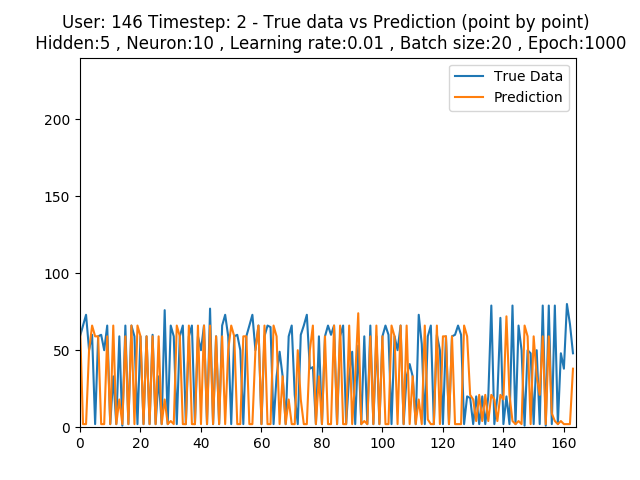 User: 146 Timestep: 2 - True data vs Prediction (point by point)
Hidden:5 , Neuron:10 , Learning rate:0.01 , Batch size:20 , Epoch:1000
True Data
Prediction
200
150
100
50
0
0 20 40 60 80 100 120 140 160